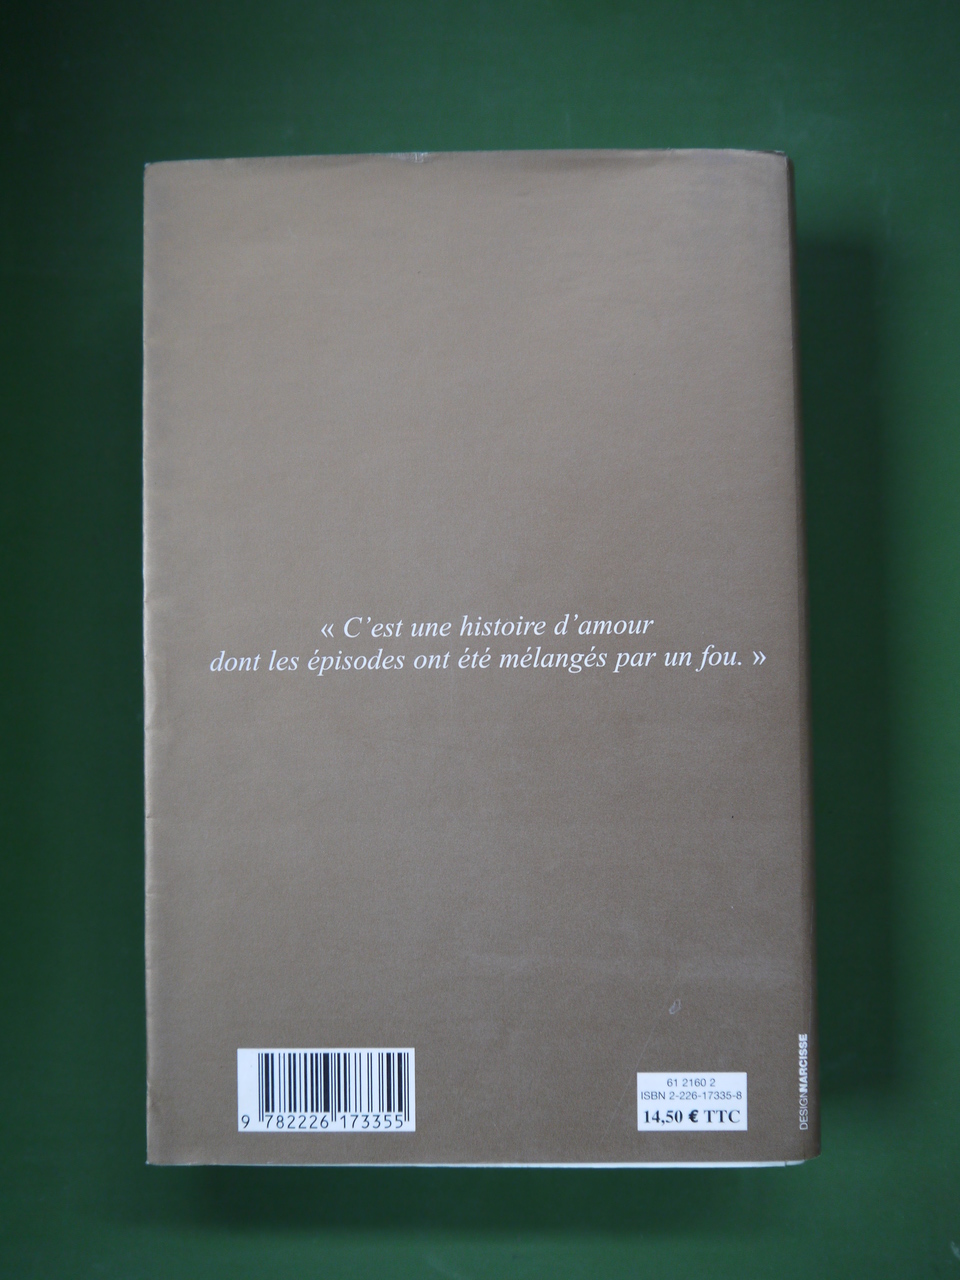 « C’est une histoire d’amour
dont les épisodes ont été mélangés par un fou. »
9 782226 173355
61 2160 2
ISBN 2-226-17335-8
14,50 € TTC
DESIGNNARCISSE